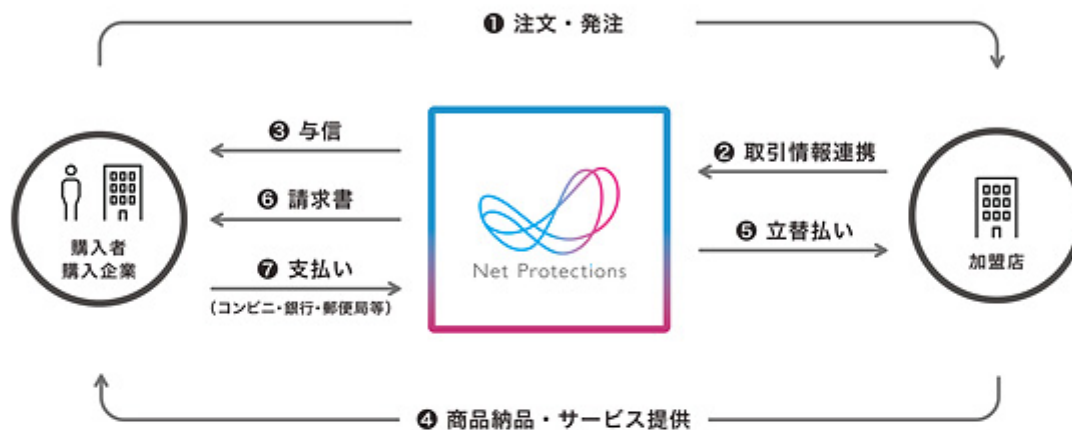 ❶ 注文・発注
❸ 与信
❷ 取引情報連携
❻ 請求書
❺ 立替払い
購入者
購入企業
Net Protections
加盟店
❼ 支払い
(コンビニ・銀行・郵便局等)
❹ 商品納品・サービス提供